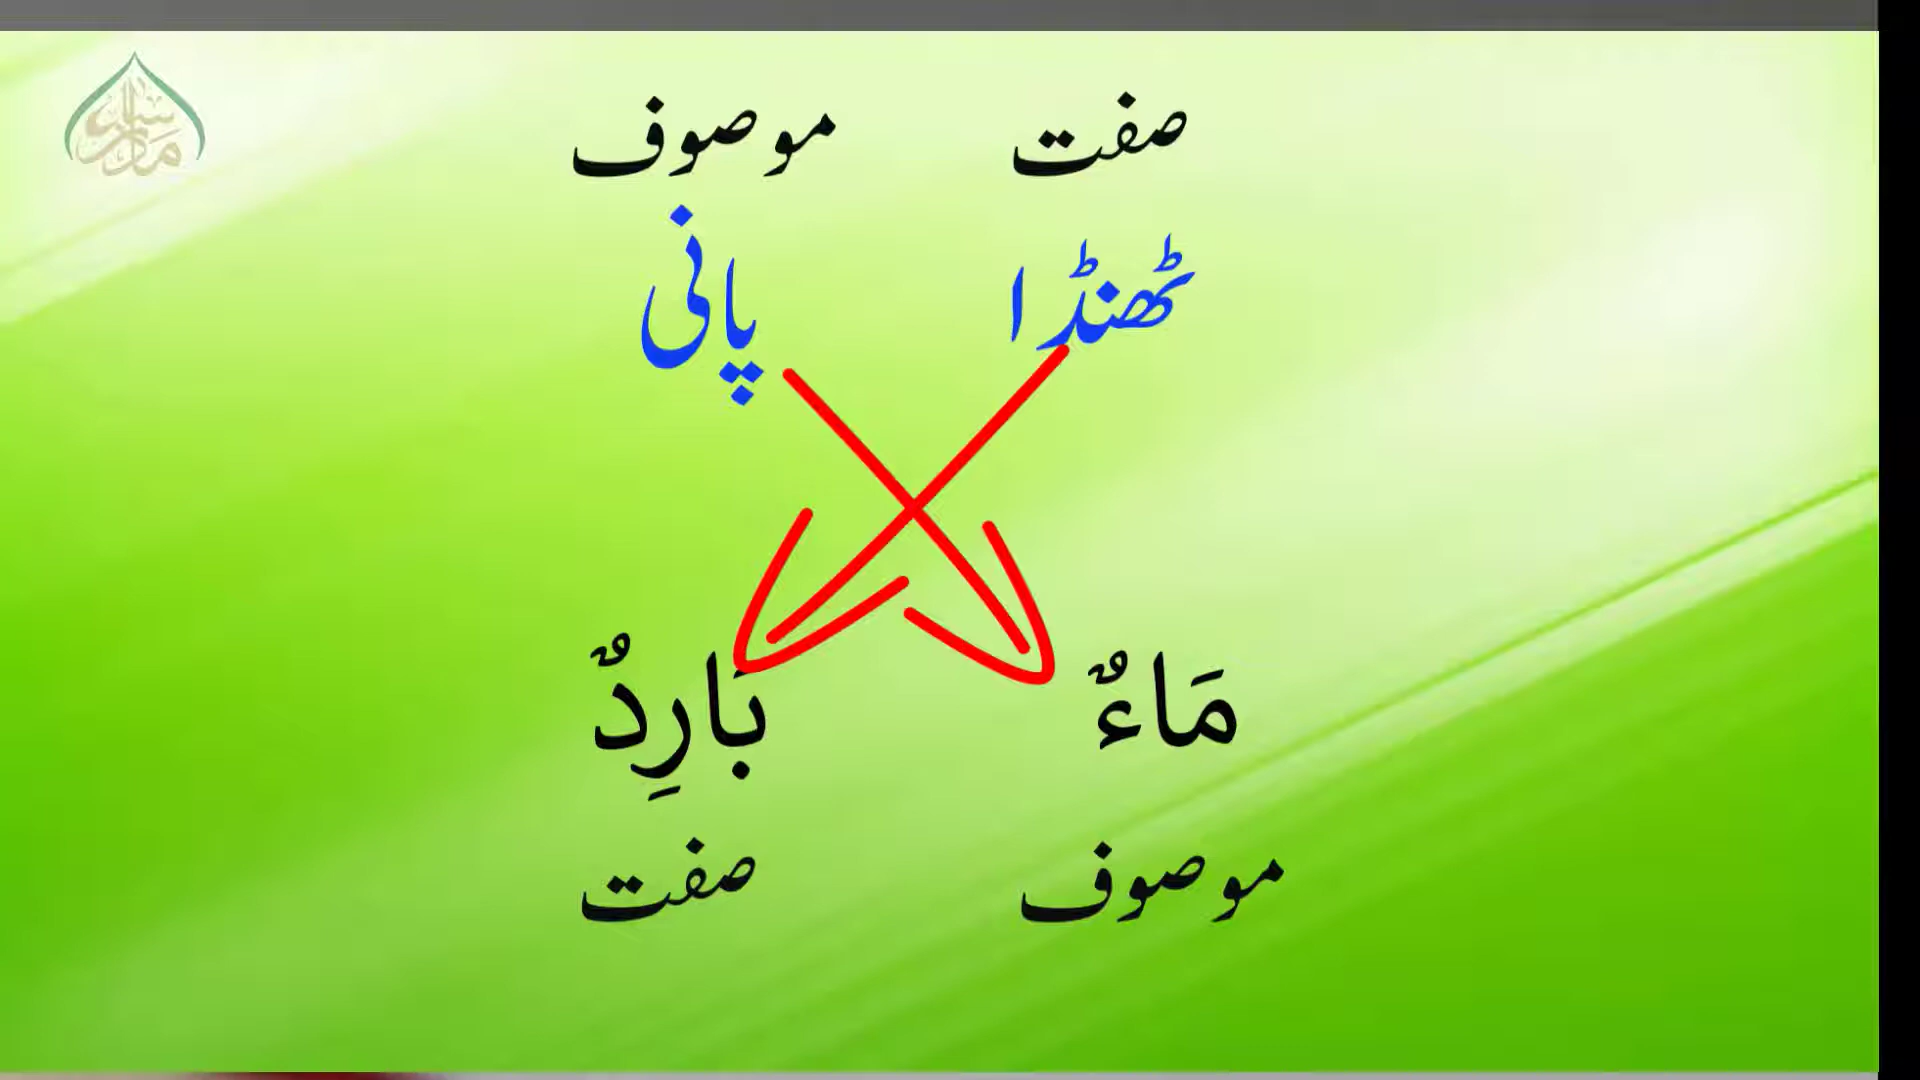 صفت موصوف
ٹھنڈا پانی
مَاءٌ بَارِدٌ
موصوف صفت